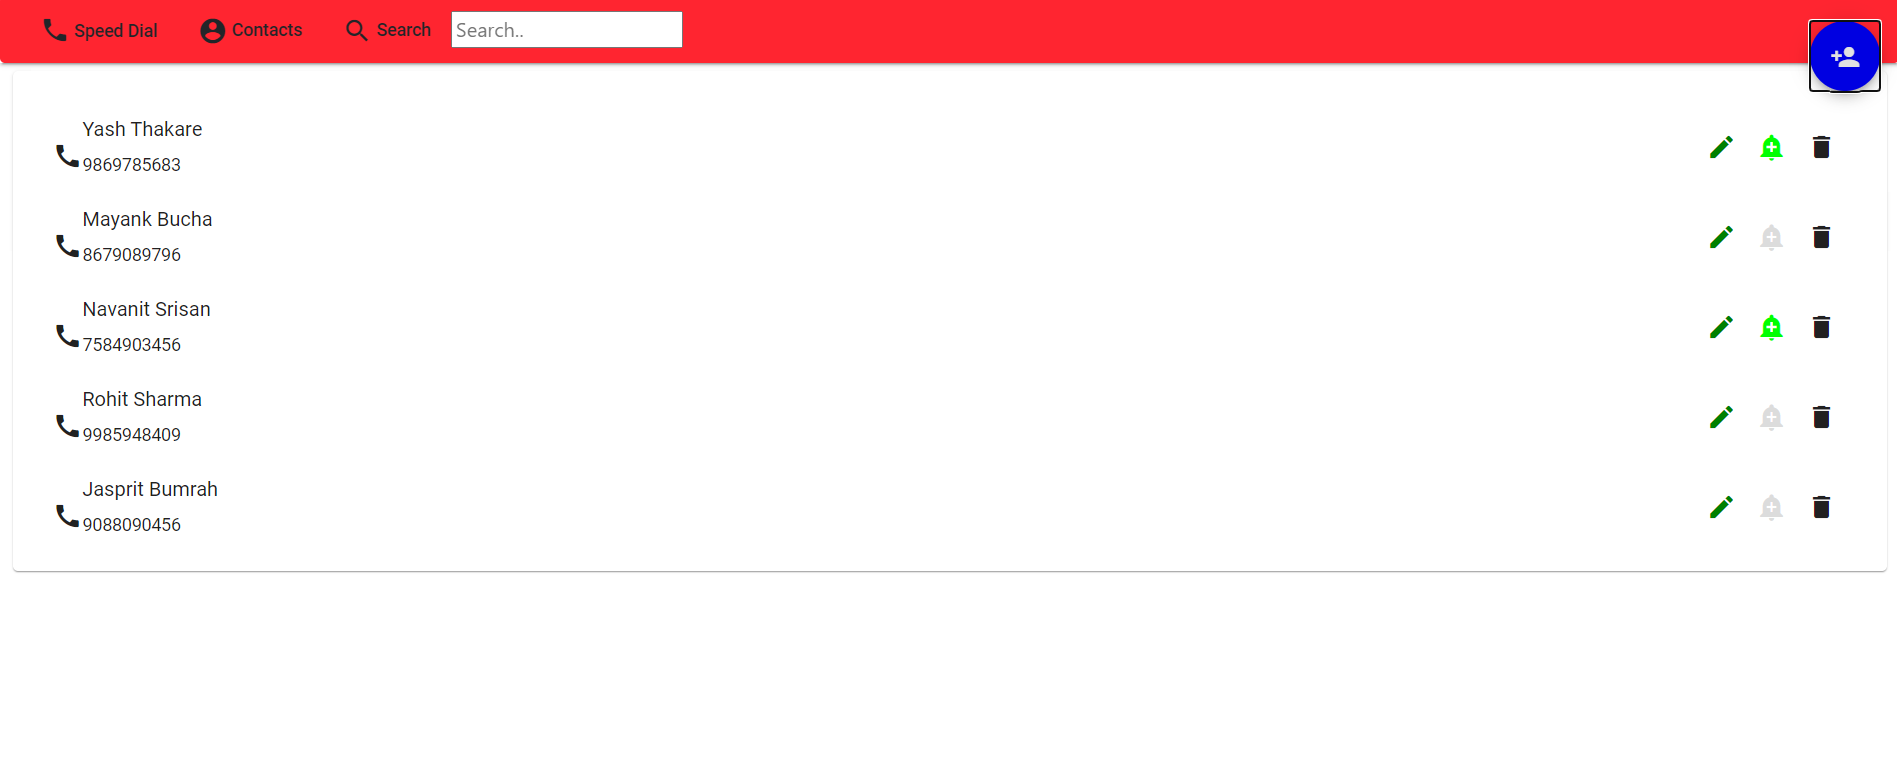 Speed Dial Contacts Search Search..
Yash Thakare
9869785683
Mayank Bucha
8679089796
Navanit Srisan
7584903456
Rohit Sharma
9985948409
Jasprit Bumrah
9088090456